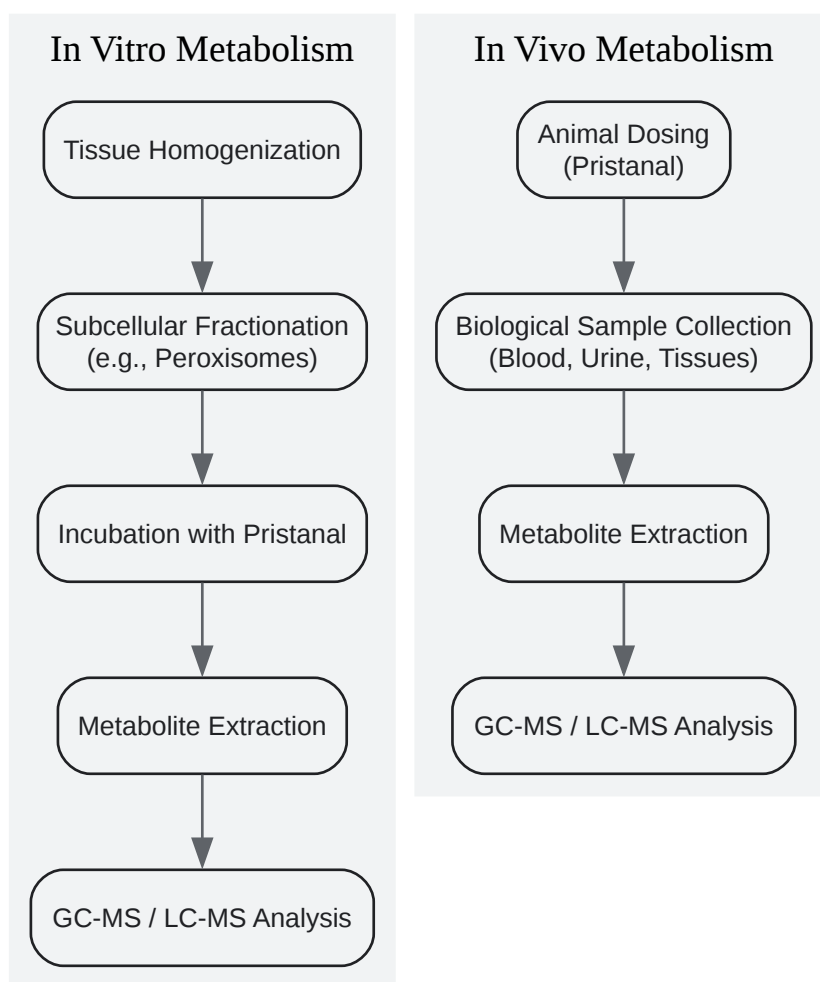 In Vitro Metabolism
Tissue Homogenization
Subcellular Fractionation
(e.g., Peroxisomes)
Incubation with Pristanal
Metabolite Extraction
GC-MS / LC-MS Analysis
In Vivo Metabolism
Animal Dosing
(Pristanal)
Biological Sample Collection
(Blood, Urine, Tissues)
Metabolite Extraction
GC-MS / LC-MS Analysis